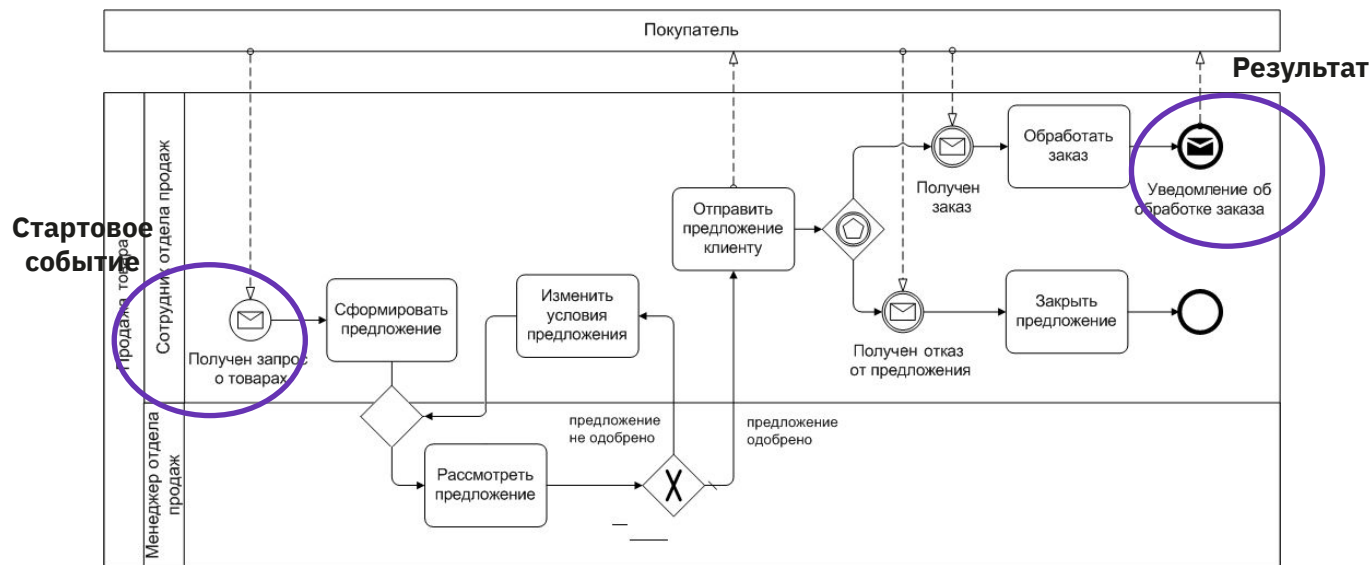 Покупатель
Результат
Стартовое
событие
Продажа товара
Сотрудник отдела продаж
Менеджер отдела
продаж
Получен запрос
о товарах
Сформировать
предложение
Изменить
условия
предложения
Отправить
предложение
клиенту
Получен
заказ
Обработать
заказ
Уведомление об
обработке заказа
Получен отказ
от предложения
Закрыть
предложение
предложение
не одобрено
предложение
одобрено
Рассмотреть
предложение